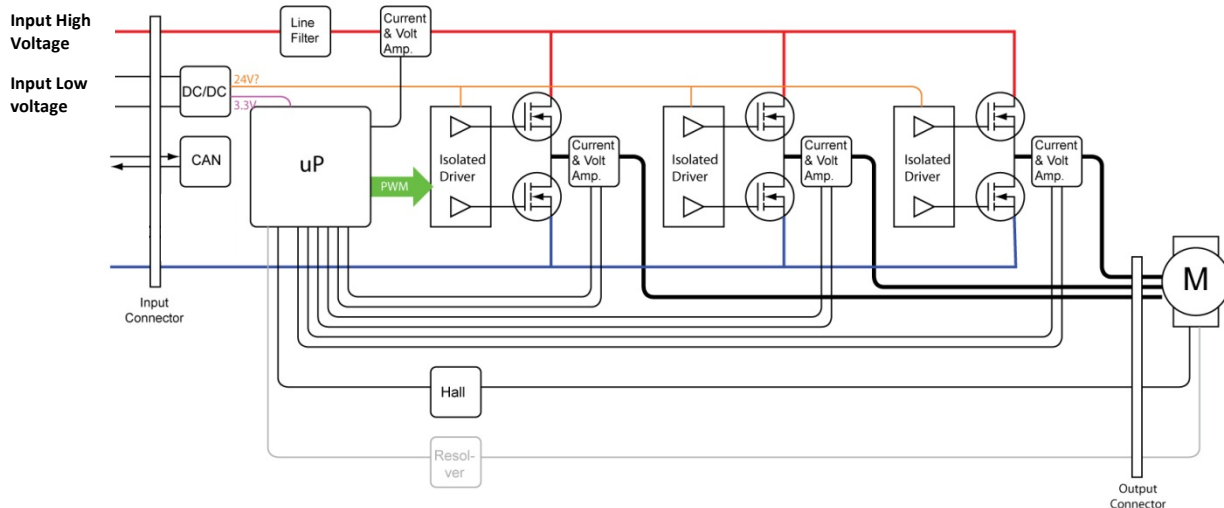 Input High
Voltage
Line
Filter
Current
& Volt
Amp.
Input Low
voltage
DC/DC
24V?
3.3V
CAN
uP
PWM
Isolated
Driver
Current
& Volt
Amp.
Isolated
Driver
Current
& Volt
Amp.
Isolated
Driver
Current
& Volt
Amp.
M
Input
Connector
Hall
Resol-
ver
Output
Connector